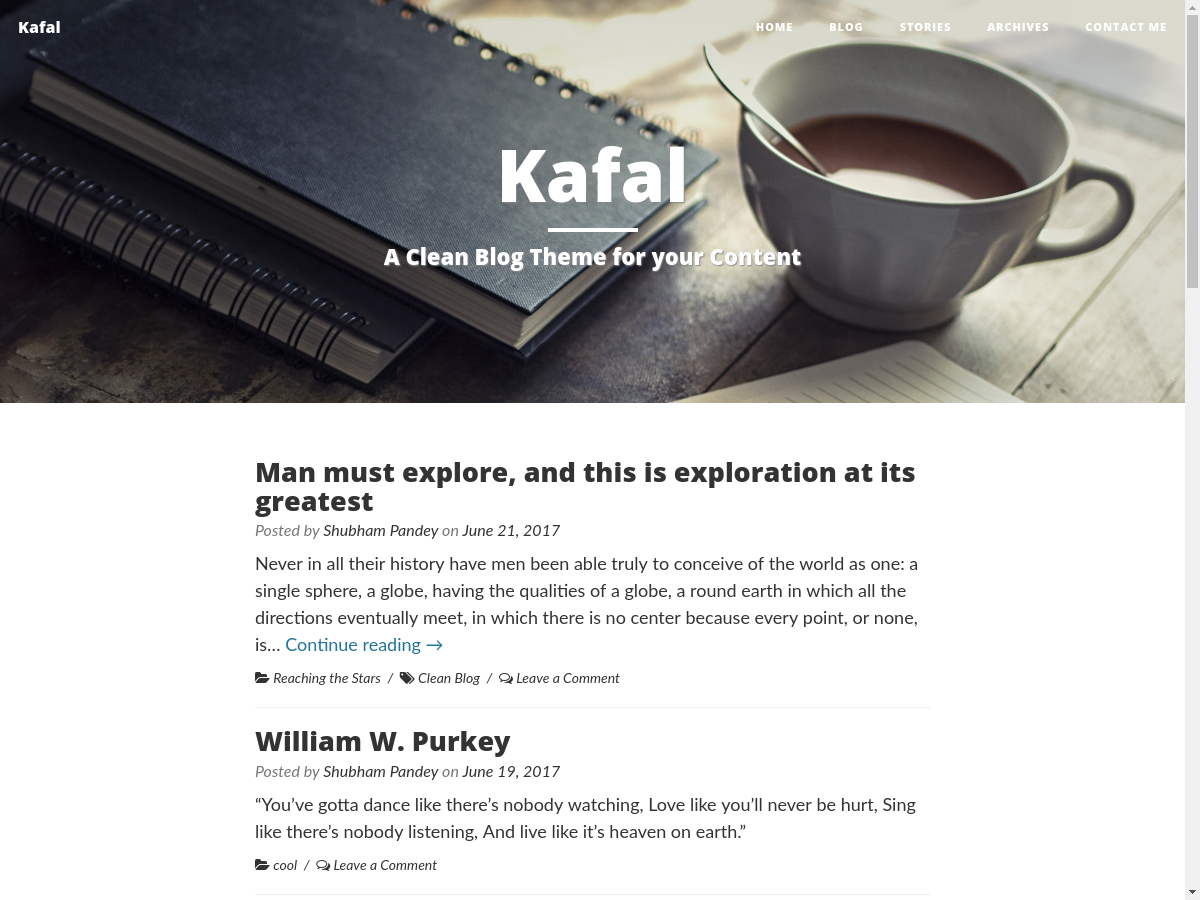 Kafal
HOME BLOG STORIES ARCHIVES CONTACT ME
Kafal
A Clean Blog Theme for your Content
Man must explore, and this is exploration at its
greatest
Posted by Shubham Pandey on June 21, 2017
Never in all their history have men been able truly to conceive of the world as one: a
single sphere, a globe, having the qualities of a globe, a round earth in which all the
directions eventually meet, in which there is no center because every point, or none,
is… Continue reading →
Reaching the Stars / Clean Blog / Leave a Comment
William W. Purkey
Posted by Shubham Pandey on June 19, 2017
“You’ve gotta dance like there’s nobody watching, Love like you’ll never be hurt, Sing
like there’s nobody listening, And live like it’s heaven on earth.”
cool / Leave a Comment